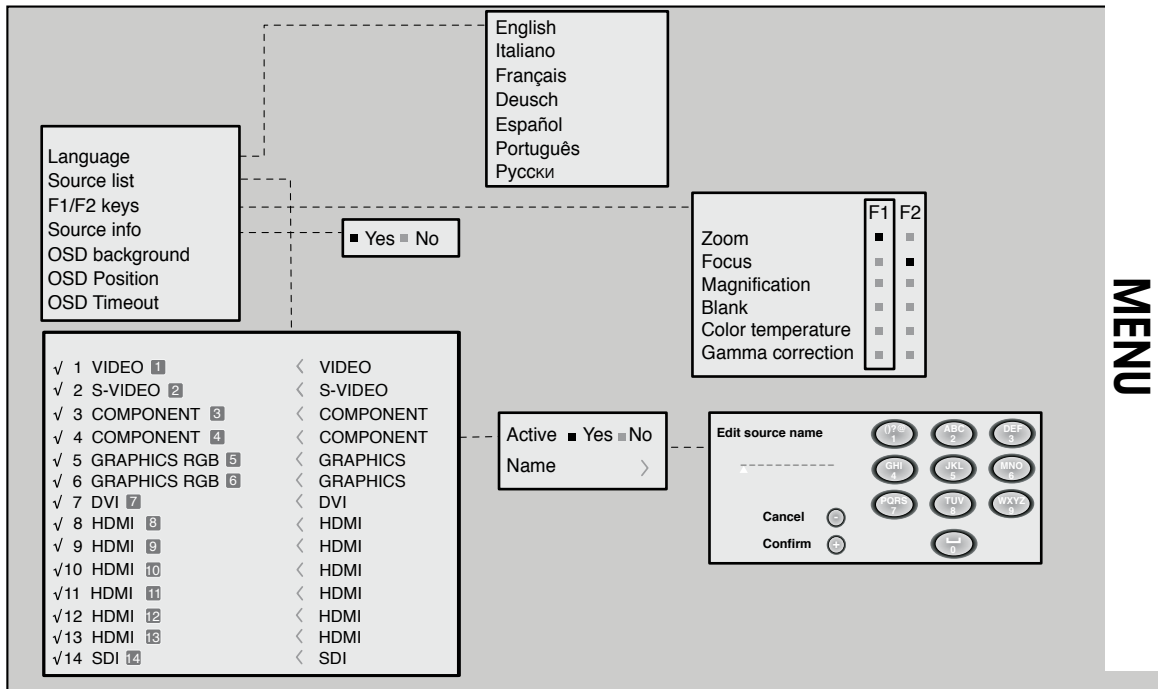 English
Italiano
Français
Deusch
Español
Português
Русски
Language
Source list
F1/F2 keys
Source info
OSD background
OSD Position
OSD Timeout
Yes No
F1 F2
Zoom
Focus
Magnification
Blank
Color temperature
Gamma correction
MENU
√ 1 VIDEO 1 < VIDEO
√ 2 S-VIDEO 2 < S-VIDEO
√ 3 COMPONENT 3 < COMPONENT
√ 4 COMPONENT 4 < COMPONENT
√ 5 GRAPHICS RGB 5 < GRAPHICS
√ 6 GRAPHICS RGB 6 < GRAPHICS
√ 7 DVI 7 < DVI
√ 8 HDMI 8 < HDMI
√ 9 HDMI 9 < HDMI
√10 HDMI 10 < HDMI
√11 HDMI 11 < HDMI
√12 HDMI 12 < HDMI
√13 HDMI 13 < HDMI
√14 SDI 14 < SDI
Active Yes No
Name >
Edit source name
Cancel -
Confirm +
()?@ 1
ABC 2
DEF 3
GHI 4
JKL 5
MNO 6
PQRS 7
TUV 8
WXYZ 9
0